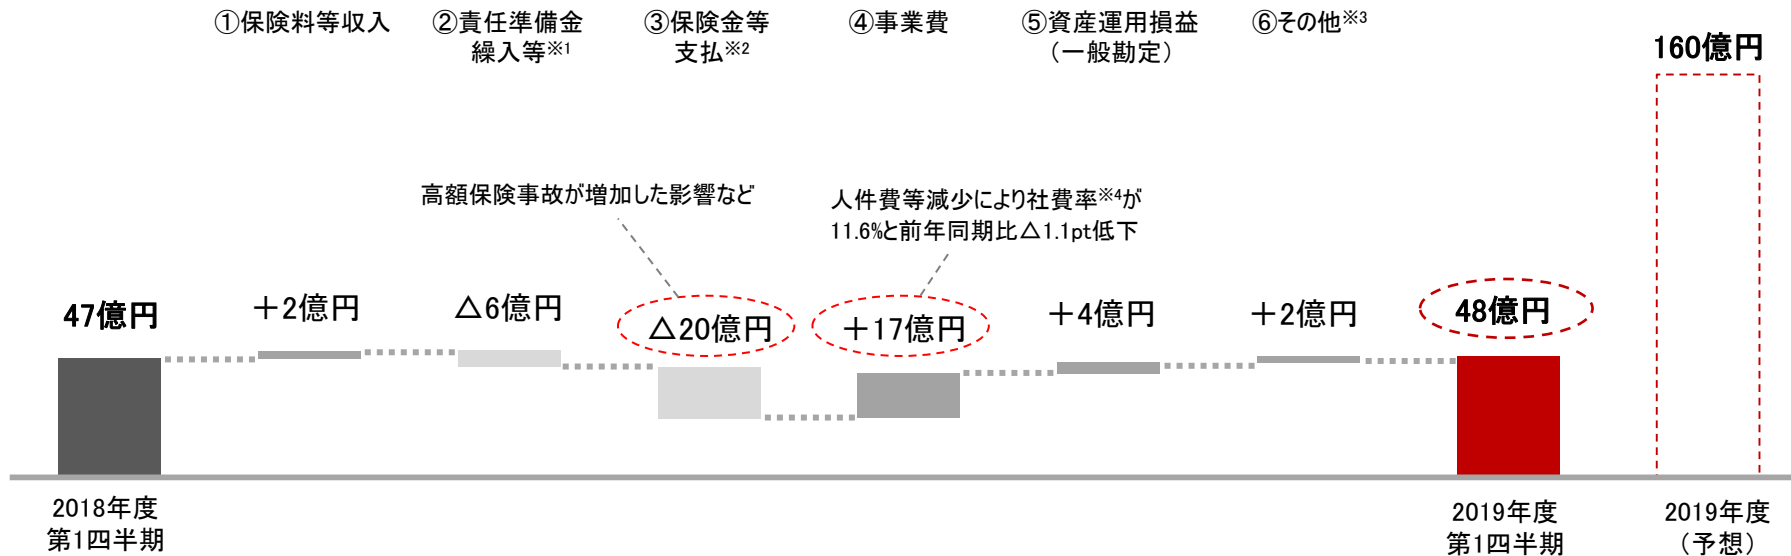 ①保険料等収入
②責任準備金
繰入等※1
③保険金等
支払※2
④事業費
⑤資産運用損益
（一般勘定）
⑥その他※3
160億円
高額保険事故が増加した影響など
人件費等減少により社費率※4が
11.6%と前年同期比△1.1pt低下
47億円
＋2億円
△6億円
△20億円
＋17億円
＋4億円
＋2億円
48億円
2018年度
第1四半期
2019年度
第1四半期
2019年度
（予想）